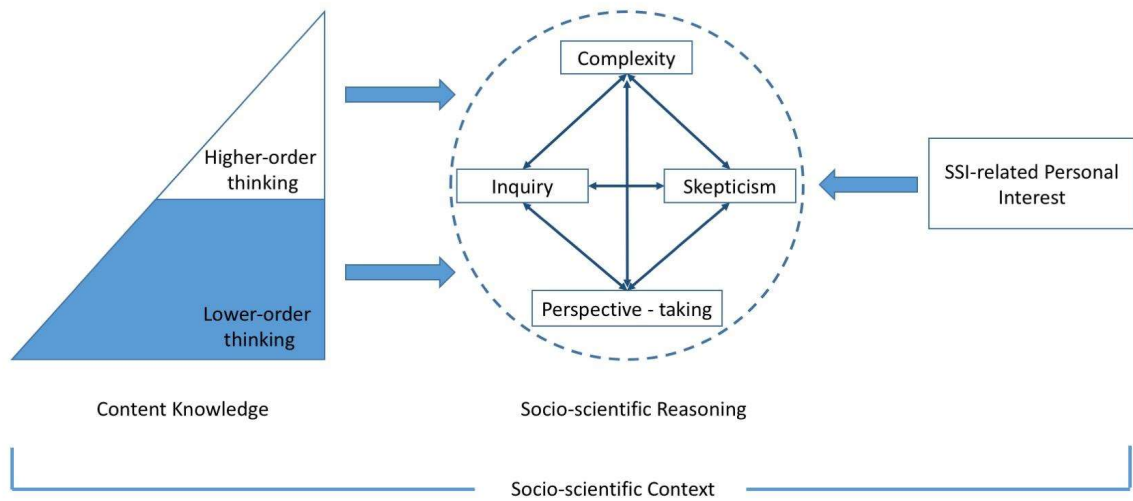 Complexity
Higher-order
thinking
Inquiry
Skepticism
SSI-related Personal
Interest
Lower-order
thinking
Perspective - taking
Content Knowledge
Socio-scientific Reasoning
Socio-scientific Context